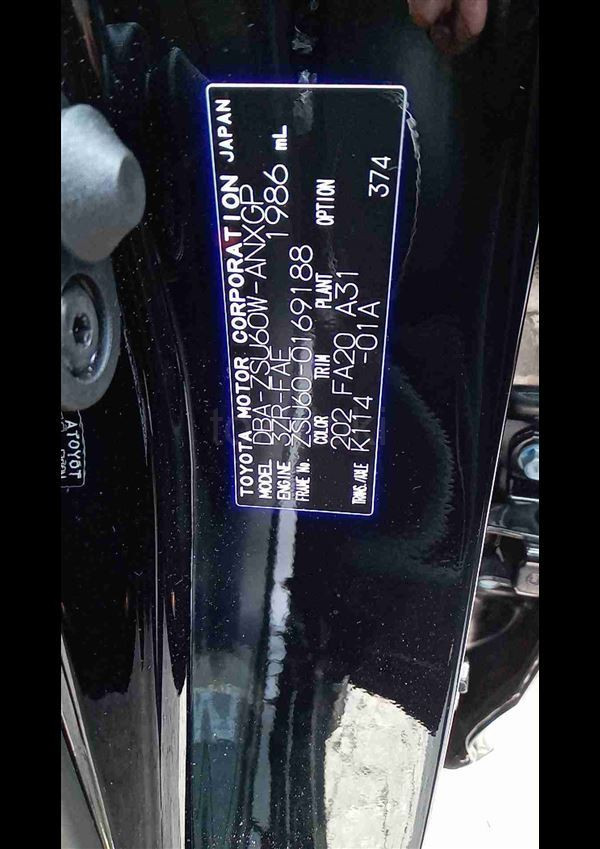 TOYOTA MOTOR CORPORATION JAPAN
MODEL DBA-ZSU60W-ANXGP
ENGINE 3ZR-FAE 1986 mL
FRAME No. ZSU60-0169188
COLOR TRIM PLANT OPTION
202 FA20 A31
TRANS./AXLE K114 -01A 374
TOYOTA